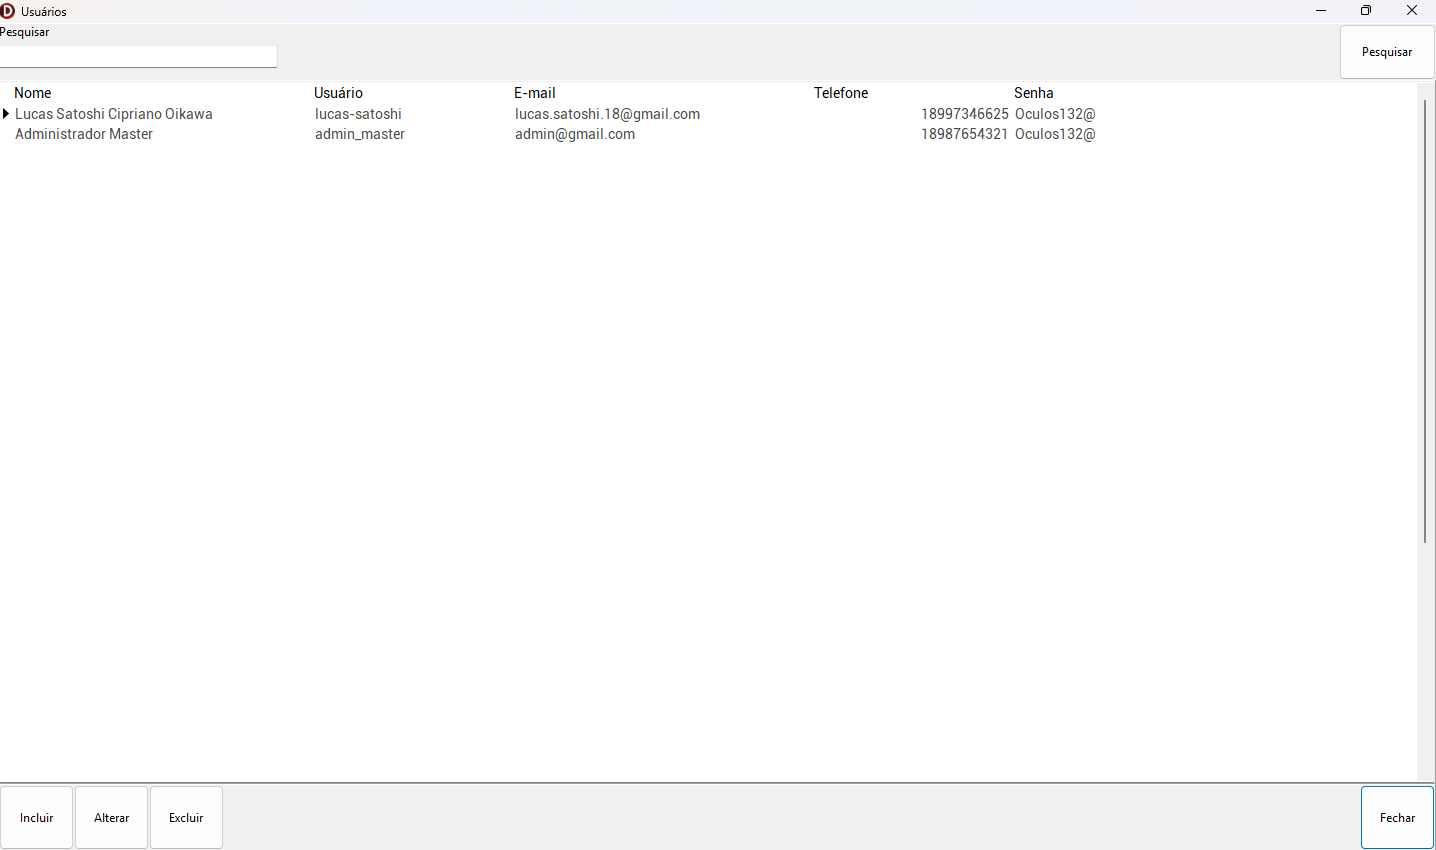 Usuários
Pesquisar
Pesquisar
Nome Usuário E-mail Telefone Senha
Lucas Satoshi Cipriano Oikawa lucas-satoshi lucas.satoshi.18@gmail.com 18997346625 Oculos132@
Administrador Master admin_master admin@gmail.com 18987654321 Oculos132@
Incluir Alterar Excluir Fechar